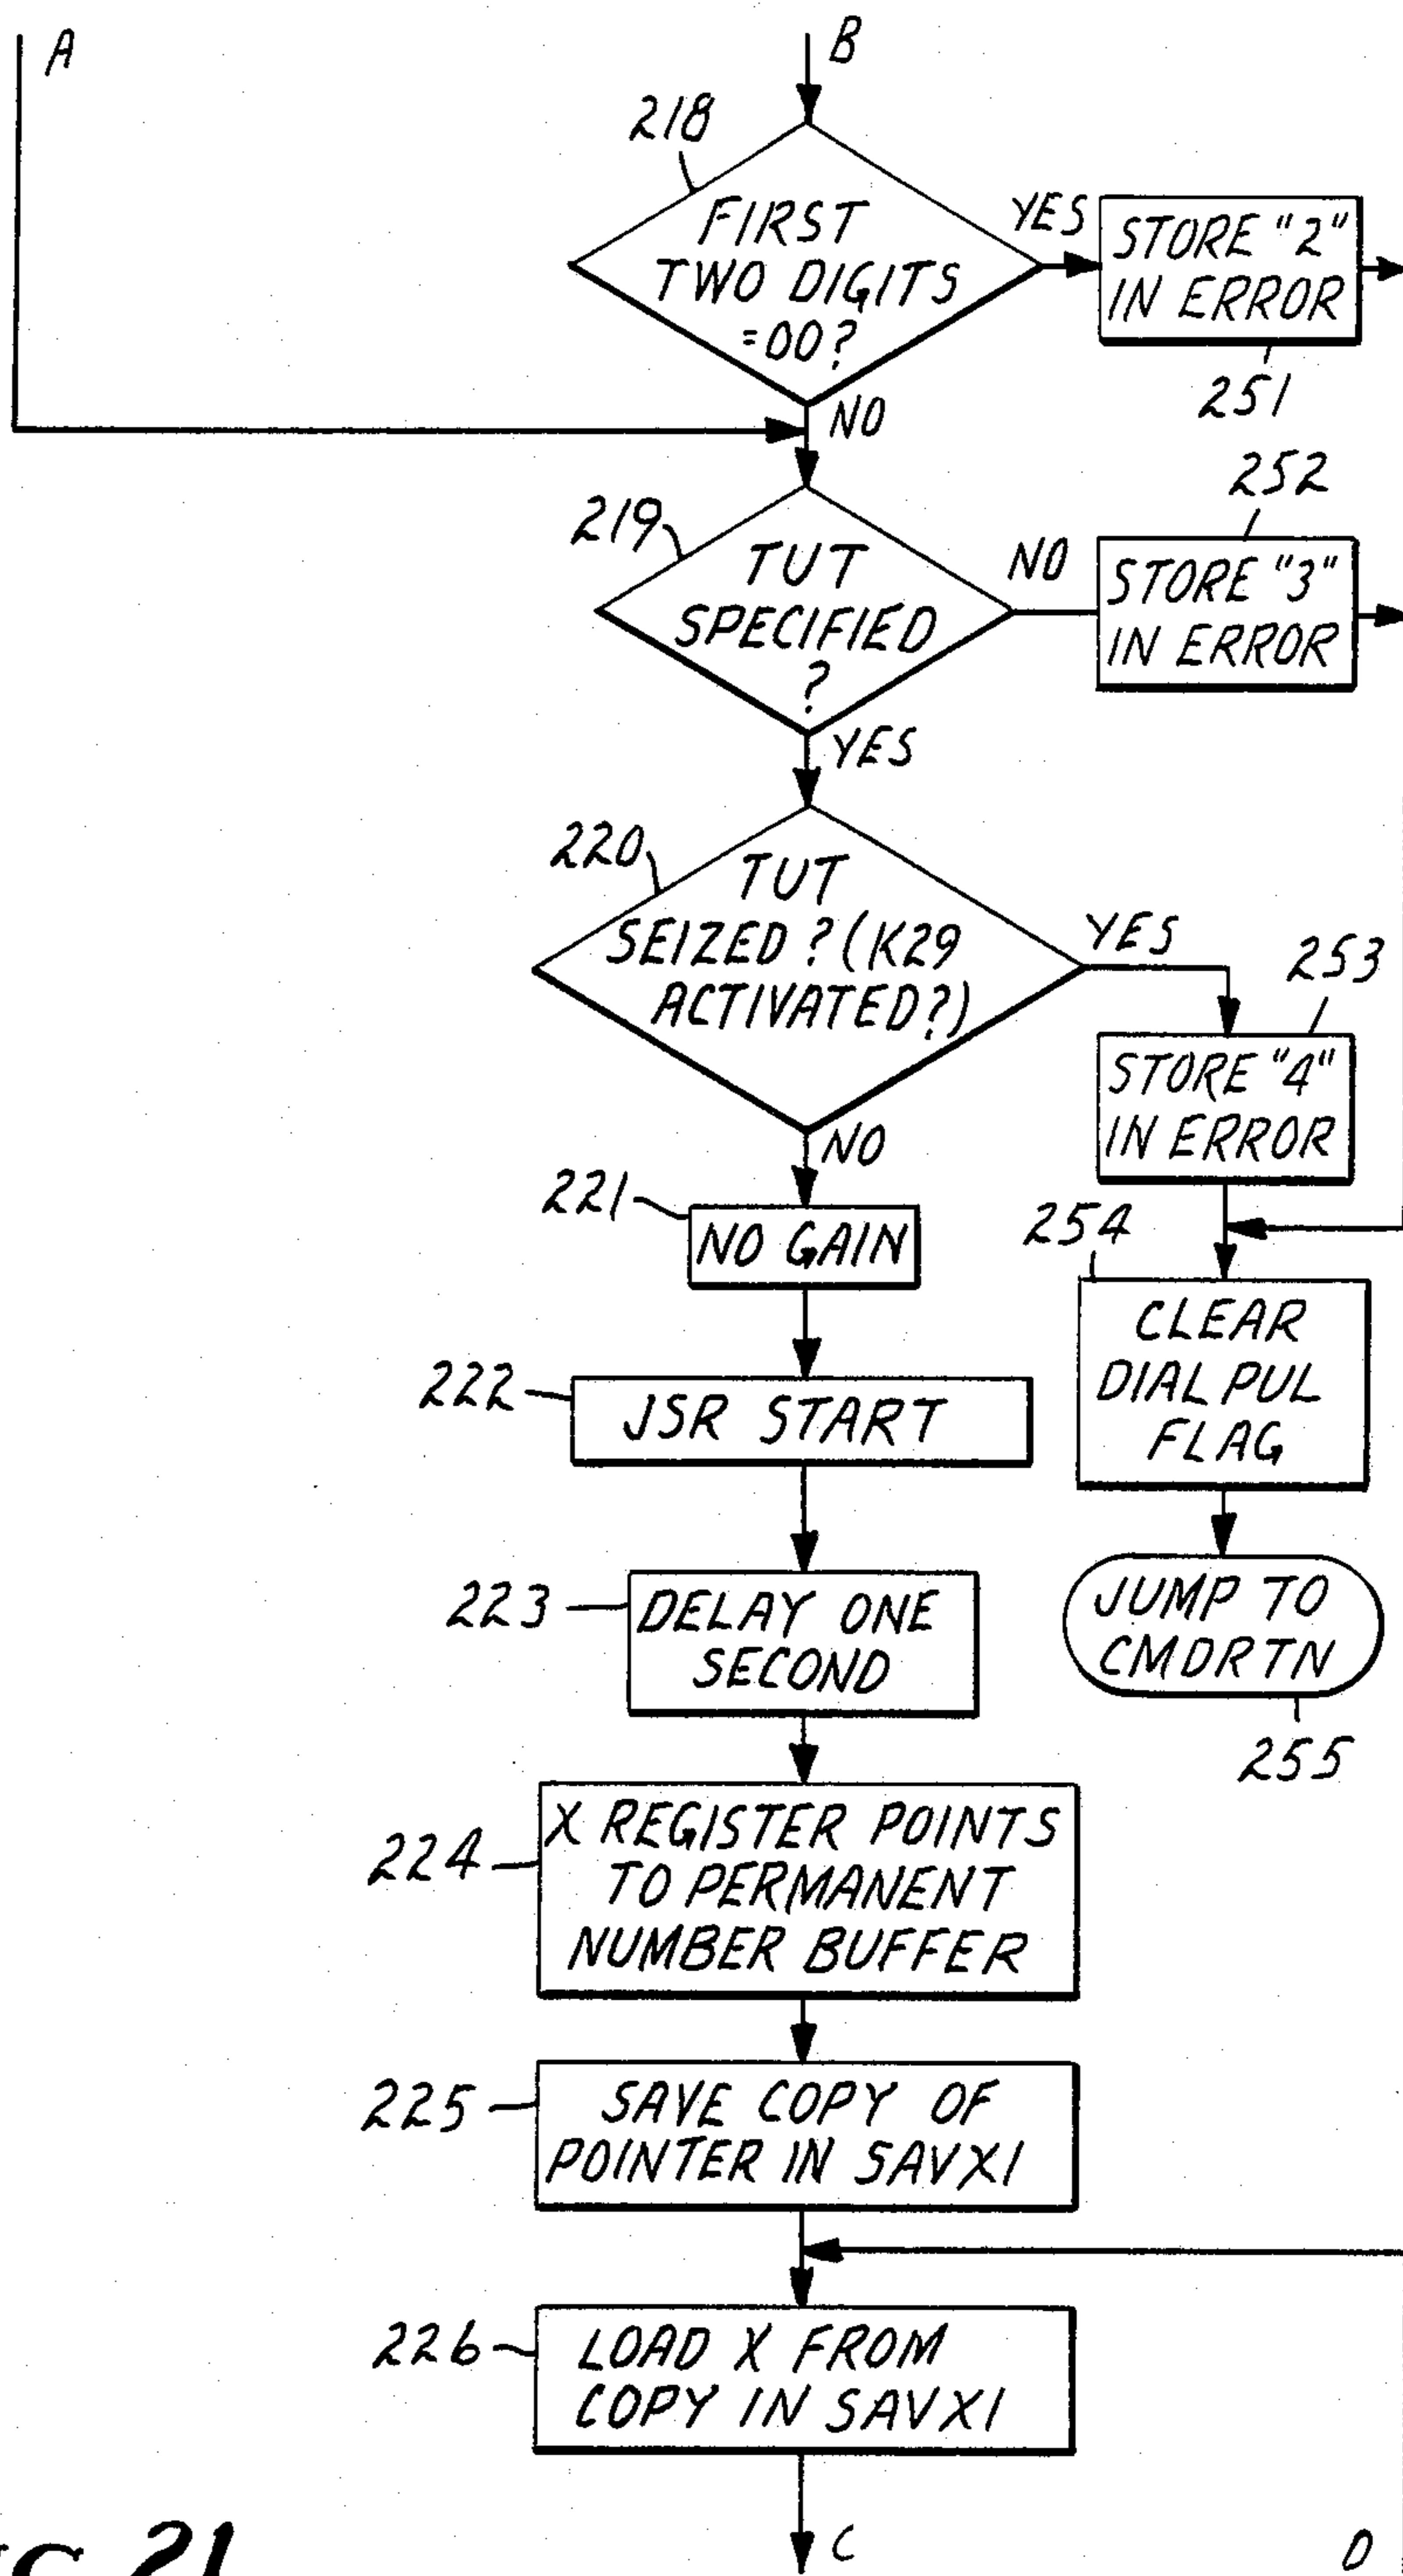 A
B
218
FIRST
TWO DIGITS
=00?
YES
STORE "2"
IN ERROR
251
NO
252
219
TUT
SPECIFIED
?
NO
STORE "3"
IN ERROR
YES
220
TUT
SEIZED?(K29
ACTIVATED?)
YES
253
STORE "4"
IN ERROR
NO
221
NO GAIN
254
CLEAR
DIAL PUL
FLAG
222
JSR START
223
DELAY ONE
SECOND
JUMP TO
CMDRTN
255
224
X REGISTER POINTS
TO PERMANENT
NUMBER BUFFER
225
SAVE COPY OF
POINTER IN SAVX1
226
LOAD X FROM
COPY IN SAVX1
C
D
21